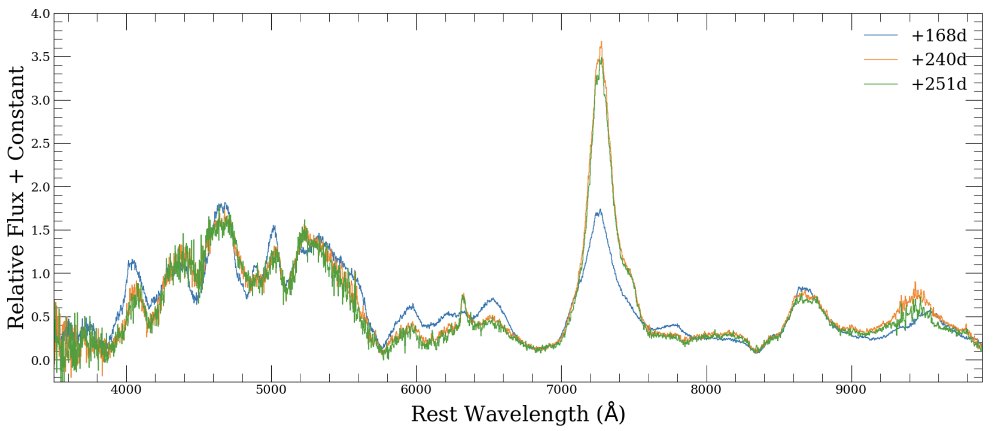 4.0
3.5
3.0
2.5
2.0
1.5
1.0
0.5
0.0
Relative Flux + Constant
+168d
+240d
+251d
4000 5000 6000 7000 8000 9000
Rest Wavelength (Å)